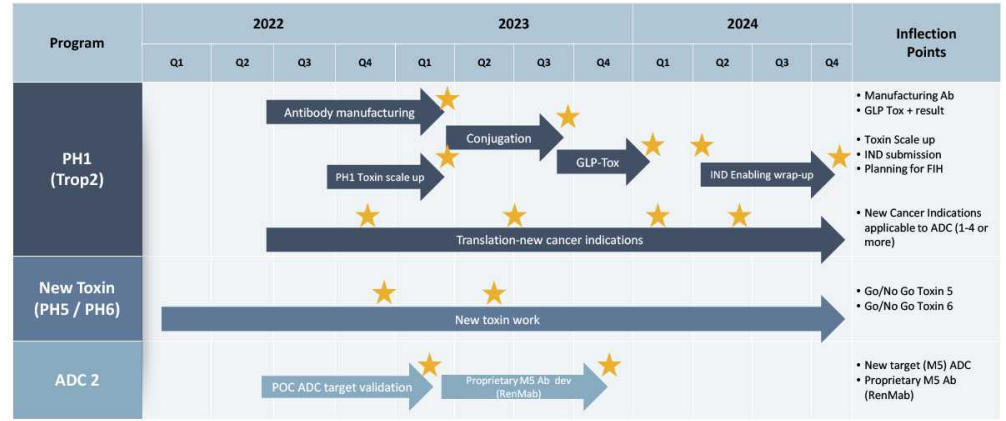 Program
2022
2023
2024
Inflection
Points
Q1
Q2
Q3
Q4
Q1
Q2
Q3
Q4
Q1
Q2
Q3
Q4
PH1
(Trop2)
Antibody manufacturing
Conjugation
GLP-Tox
PH1 Toxin scale up
IND Enabling wrap-up
Translation-new cancer indications
• Manufacturing Ab
• GLP Tox + result
• Toxin Scale up
• IND submission
• Planning for FIH
• New Cancer Indications
applicable to ADC (1-4 or
more)
New Toxin
(PH5 / PH6)
New toxin work
• Go/No Go Toxin 5
• Go/No Go Toxin 6
ADC 2
POC ADC target validation
Proprietary M5 Ab dev
(RenMab)
• New target (M5) ADC
• Proprietary M5 Ab
(RenMab)